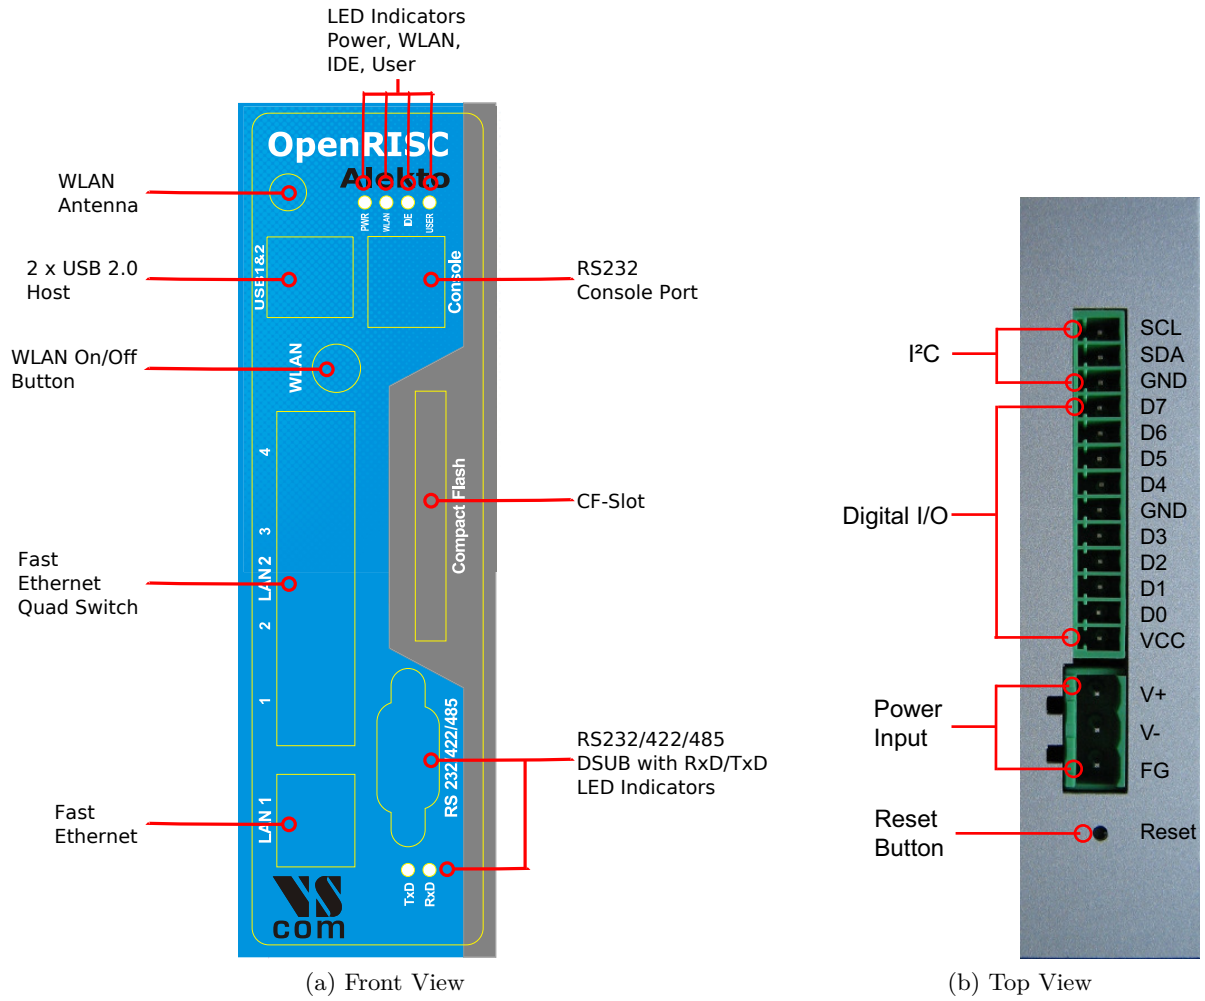 LED Indicators
Power, WLAN,
IDE, User
OpenRISC
Alekto
WLAN
Antenna
PWR
WLAN
IDE
USER
2 x USB 2.0
Host
USB1&2
Console
RS232
Console Port
WLAN On/Off
Button
WLAN
4
3
LAN 2
2
1
Compact Flash
CF-Slot
Fast
Ethernet
Quad Switch
RS 232/422/485
RS232/422/485
DSUB with RxD/TxD
LED Indicators
Fast
Ethernet
LAN 1
TxD
RxD
VS
com
(a) Front View
I²C
Digital I/O
Power
Input
Reset
Button
SCL
SDA
GND
D7
D6
D5
D4
GND
D3
D2
D1
D0
VCC
V+
V-
FG
Reset
(b) Top View